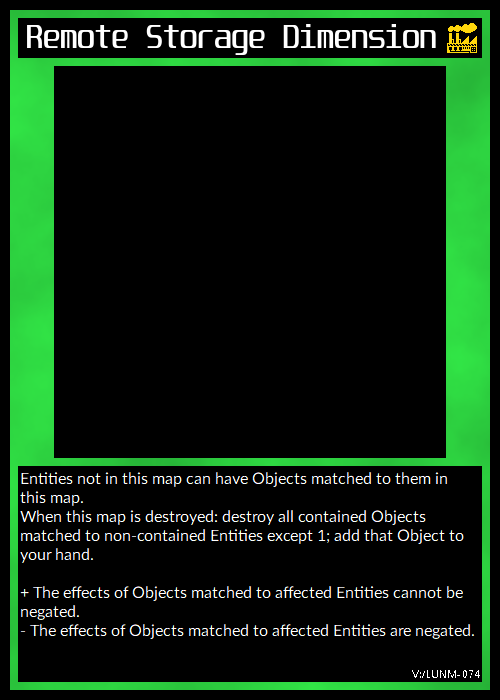 Remote Storage Dimension
Entities not in this map can have Objects matched to them in
this map.
When this map is destroyed: destroy all contained Objects
matched to non-contained Entities except 1; add that Object to
your hand.
+ The effects of Objects matched to affected Entities cannot be
negated.
- The effects of Objects matched to affected Entities are negated.
V:/LUNM-074